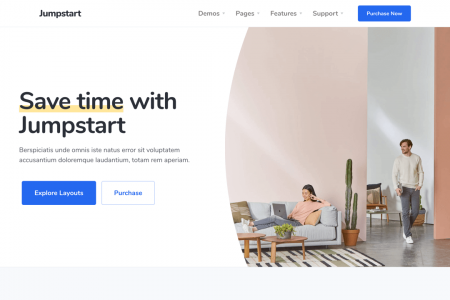 Jumpstart
Demos
Pages
Features
Support
Purchase Now
Save time with
Jumpstart
Berspiciatis unde omnis iste natus error sit voluptatem
accusantium doloremque laudantium, totam rem aperiam.
Explore Layouts
Purchase